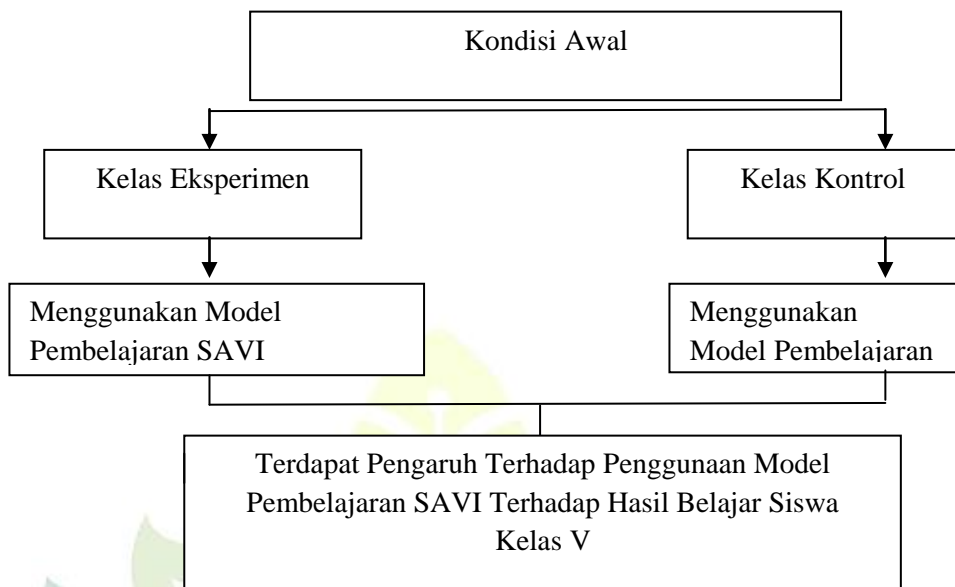 Kondisi Awal
Kelas Eksperimen
Kelas Kontrol
Menggunakan Model
Pembelajaran SAVI
Menggunakan
Model Pembelajaran
Terdapat Pengaruh Terhadap Penggunaan Model
Pembelajaran SAVI Terhadap Hasil Belajar Siswa
Kelas V